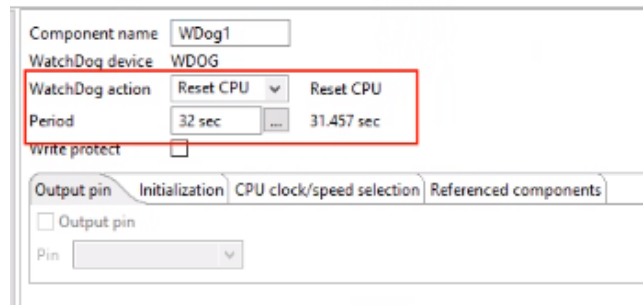 Component name WDog1
WatchDog device WDOG
WatchDog action Reset CPU Reset CPU
Period 32 sec ... 31.457 sec
Write protect
Output pin Initialization CPU clock/speed selection Referenced components
Output pin
Pin